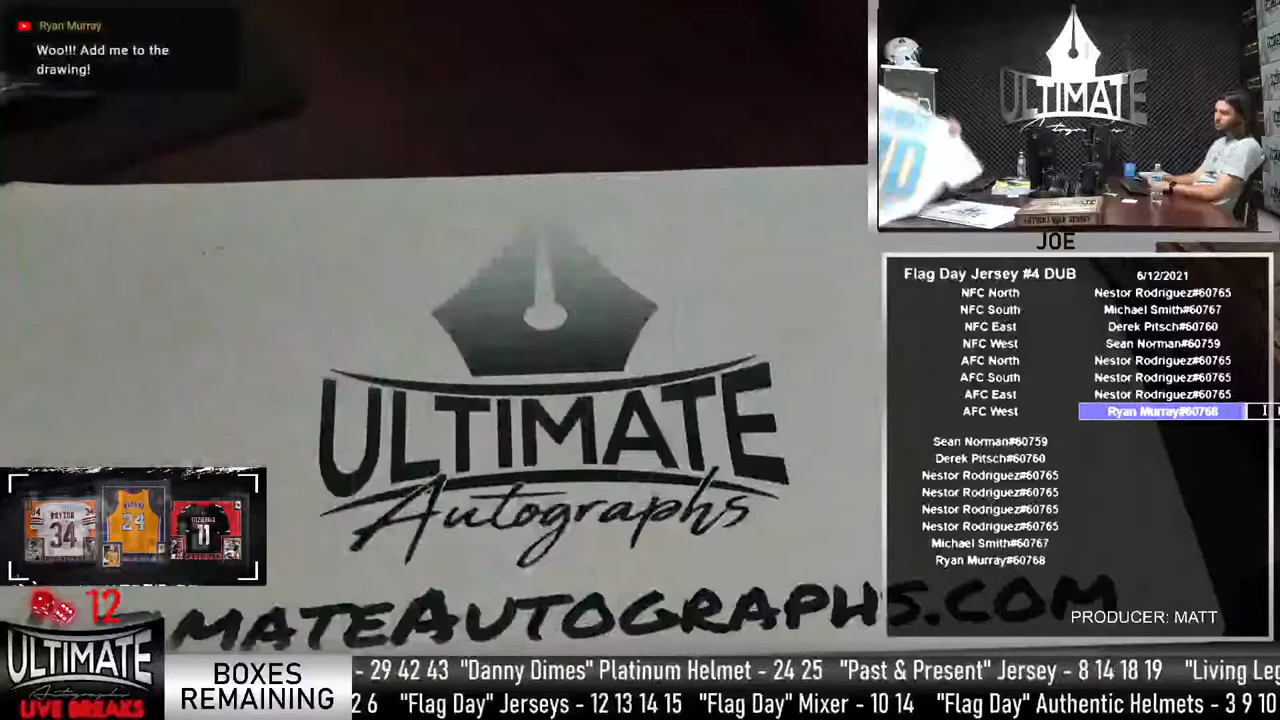 Ryan Murray
Woo!!! Add me to the
drawing!
ULTIMATE
JOE
Flag Day Jersey #4 DUB 6/12/2021
NFC North Nestor Rodriguez#60765
NFC South Michael Smith#60767
NFC East Derek Pitsch#60760
NFC West Sean Norman#60759
AFC North Nestor Rodriguez#60765
AFC South Nestor Rodriguez#60765
AFC East Nestor Rodriguez#60765
AFC West Ryan Murray#60768
Sean Norman#60759
Derek Pitsch#60760
Nestor Rodriguez#60765
Nestor Rodriguez#60765
Nestor Rodriguez#60765
Nestor Rodriguez#60765
Michael Smith#60767
Ryan Murray#60768
PRODUCER: MATT
ULTIMATE
Autographs
IMATEAUTOGRAPHS.COM
34
24
11
12
ULTIMATE
Autographs
LIVE BREAKS
BOXES
REMAINING
- 29 42 43 "Danny Dimes" Platinum Helmet - 24 25 "Past & Present" Jersey - 8 14 18 19 "Living Leg
2 6 "Flag Day" Jerseys - 12 13 14 15 "Flag Day" Mixer - 10 14 "Flag Day" Authentic Helmets - 3 9 10